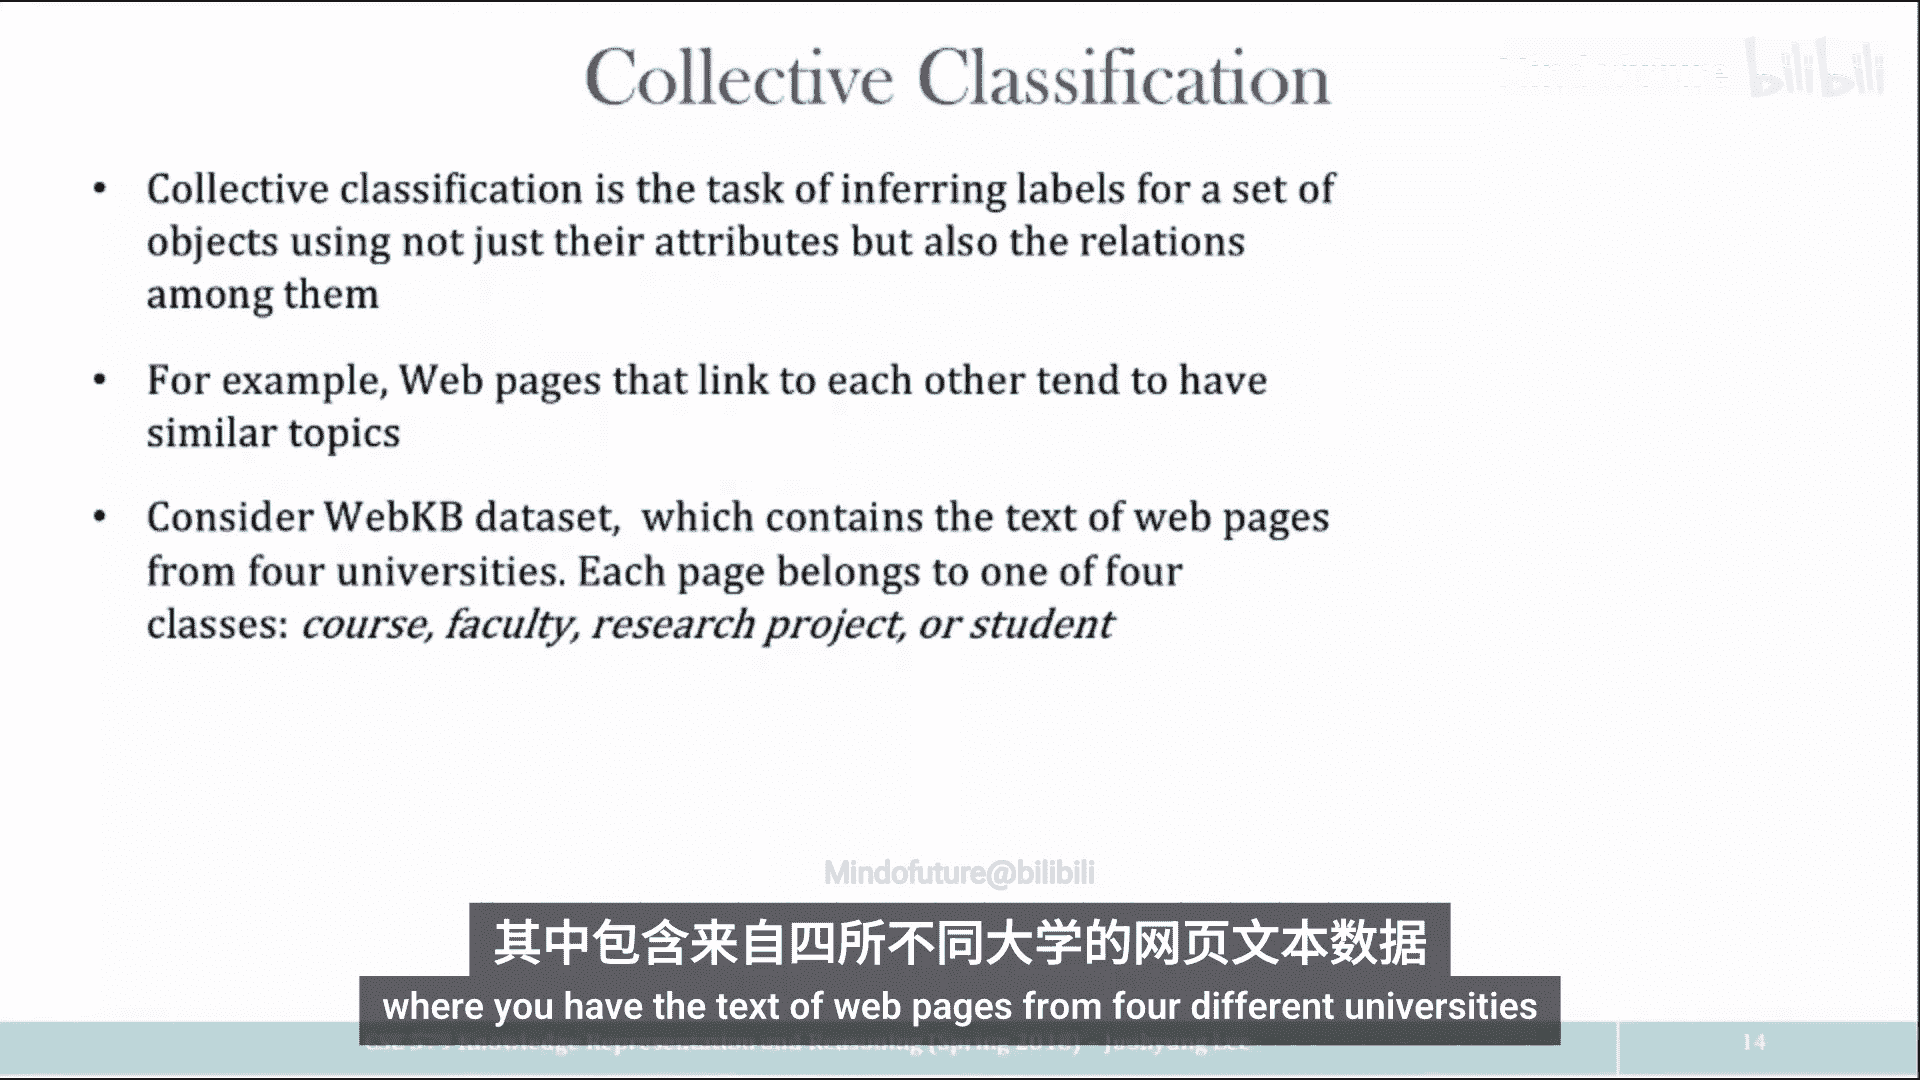 Collective Classification
bilibili
• Collective classification is the task of inferring labels for a set of
objects using not just their attributes but also the relations
among them
• For example, Web pages that link to each other tend to have
similar topics
• Consider WebKB dataset, which contains the text of web pages
from four universities. Each page belongs to one of four
classes: course, faculty, research project, or student
Mindofuture@bilibili
其中包含来自四所不同大学的网页文本数据
where you have the text of web pages from four different universities
14